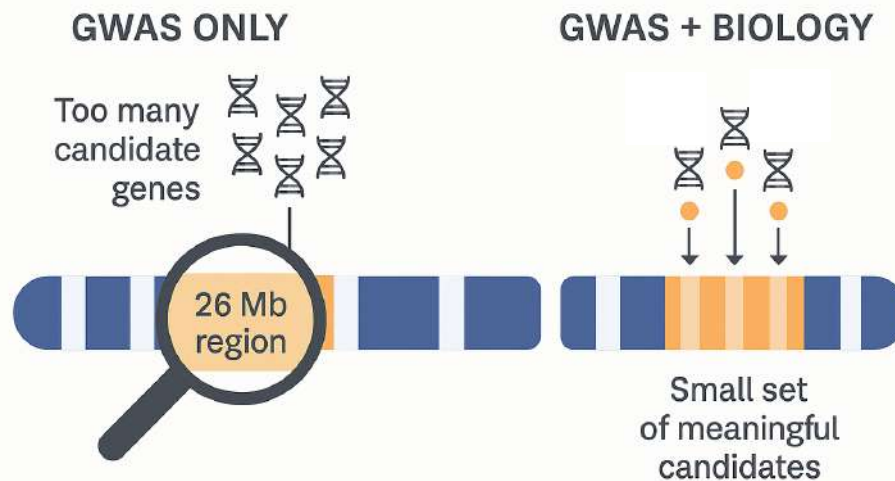 GWAS ONLY
Too many
candidate
genes
26 Mb
region
GWAS + BIOLOGY
Small set
of meaningful
candidates